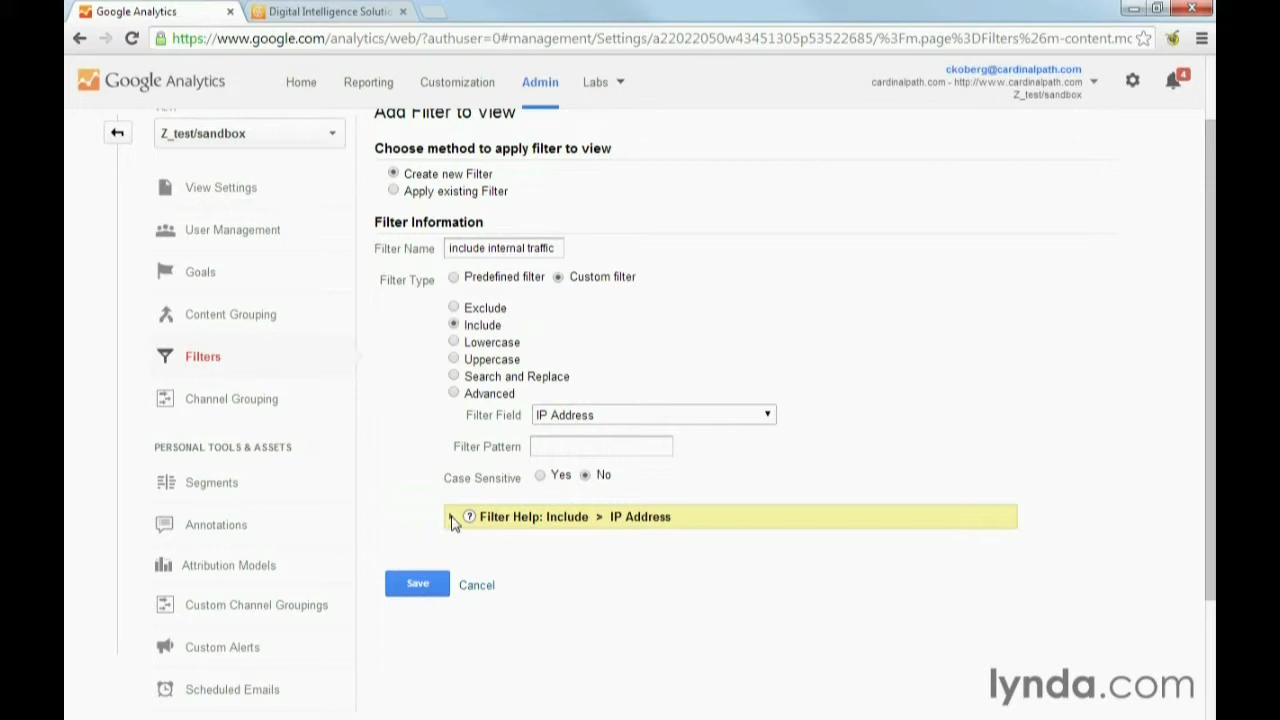 Google Analytics
Digital Intelligence Solutio
https://www.google.com/analytics/web/?authuser=0#management/Settings/a22022050w43451305p53522685/%3Fm.page%3DFilters%26m-content.mc
Google Analytics
Home
Reporting
Customization
Admin
Labs
ckoberg@cardinalpath.com
cardinalpath.com - http://www.cardinalpath.com
Z_test/sandbox
4
Z_test/sandbox
View Settings
User Management
Goals
Content Grouping
Filters
Channel Grouping
PERSONAL TOOLS & ASSETS
Segments
Annotations
Attribution Models
Custom Channel Groupings
Custom Alerts
Scheduled Emails
Add Filter to View
Choose method to apply filter to view
Create new Filter
Apply existing Filter
Filter Information
Filter Name include internal traffic
Filter Type Predefined filter Custom filter
Exclude
Include
Lowercase
Uppercase
Search and Replace
Advanced
Filter Field IP Address
Filter Pattern
Case Sensitive Yes No
? Filter Help: Include > IP Address
Save Cancel
lynda.com